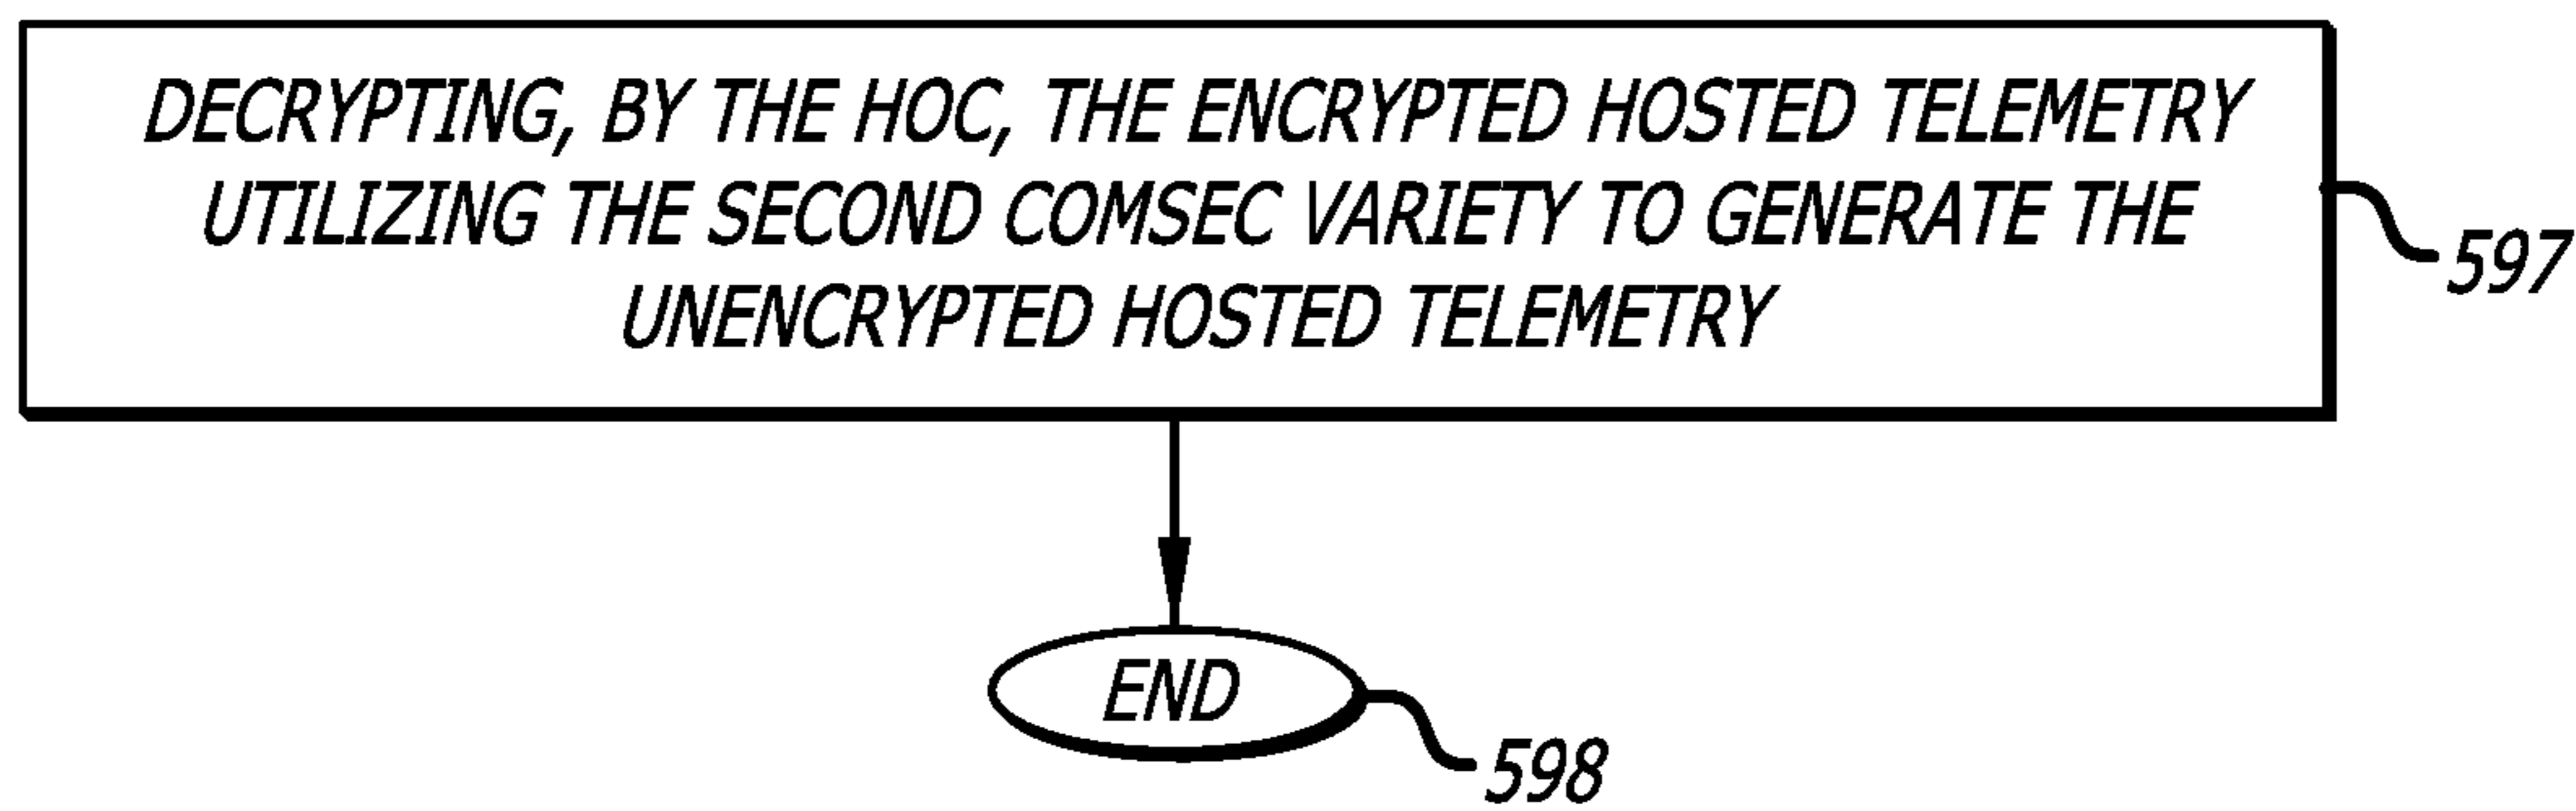 DECRYPTING, BY THE HOC, THE ENCRYPTED HOSTED TELEMETRY
UTILIZING THE SECOND COMSEC VARIETY TO GENERATE THE
UNENCRYPTED HOSTED TELEMETRY
597
END
598